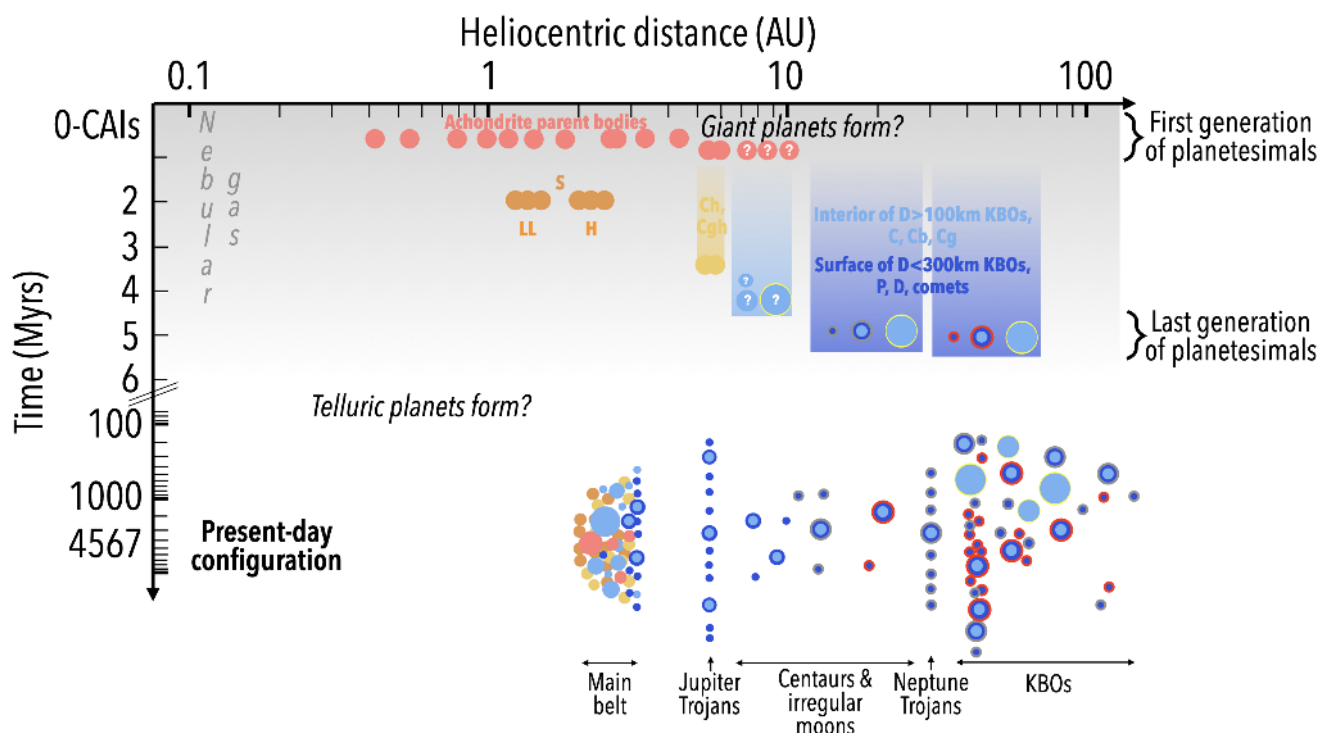 Heliocentric distance (AU)
0.1 1 10 100
0-CAIs
2
3
4
5
6
100
1000
4567
Time (Myrs)
Nebular
gas
Achondrite parent bodies
Giant planets form?
? ? ?
First generation
of planetesimals
S
LL H
Ch,
Cgh
?
? ?
Interior of D>100km KBOs,
C, Cb, Cg
Surface of D<300km KBOs,
P, D, comets
Last generation
of planetesimals
Telluric planets form?
Present-day
configuration
Main
belt
Jupiter
Trojans
Centaurs &
irregular
moons
Neptune
Trojans
KBOs